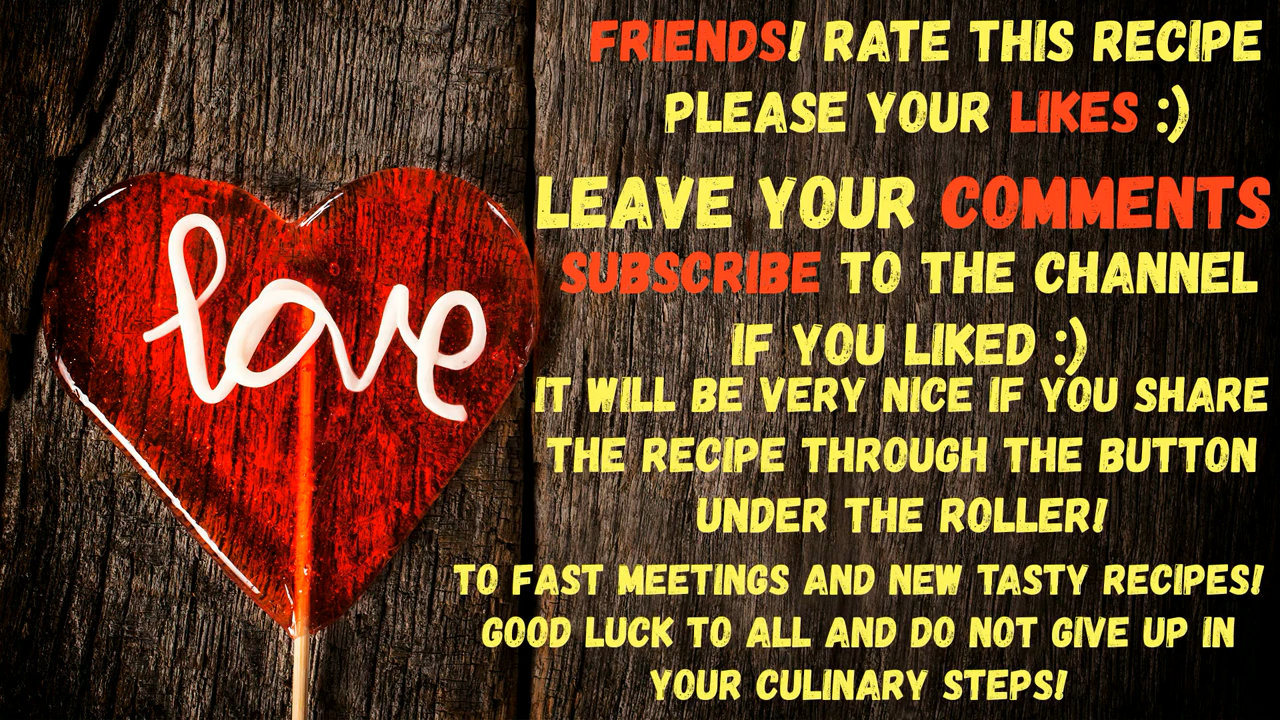 love
FRIENDS! RATE THIS RECIPE
PLEASE YOUR LIKES :)
LEAVE YOUR COMMENTS
SUBSCRIBE TO THE CHANNEL
IF YOU LIKED :)
IT WILL BE VERY NICE IF YOU SHARE
THE RECIPE THROUGH THE BUTTON
UNDER THE ROLLER!
TO FAST MEETINGS AND NEW TASTY RECIPES!
GOOD LUCK TO ALL AND DO NOT GIVE UP IN
YOUR CULINARY STEPS!